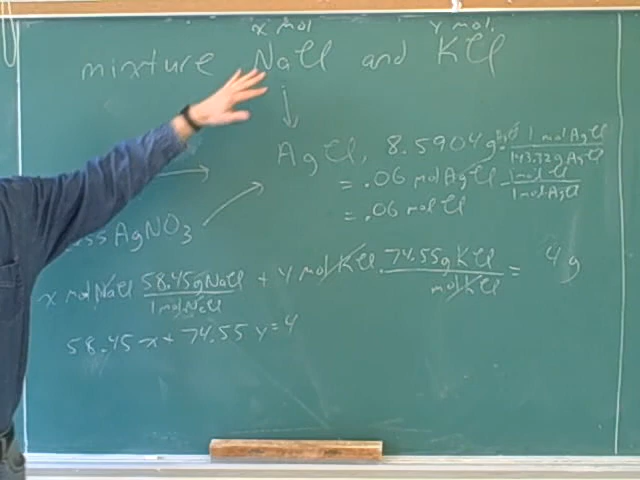 x mol y mol
mixture NaCl and KCl
AgCl, 8.5904 g AgCl · 1 mol AgCl / 143.32 g AgCl
= .06 mol AgCl · 1 mol Cl / 1 mol AgCl
= .06 mol Cl
AgNO3
x mol NaCl 58.45 g NaCl / 1 mol NaCl + y mol KCl · 74.55 g KCl / mol KCl = 4 g
58.45 x + 74.55 y = 4